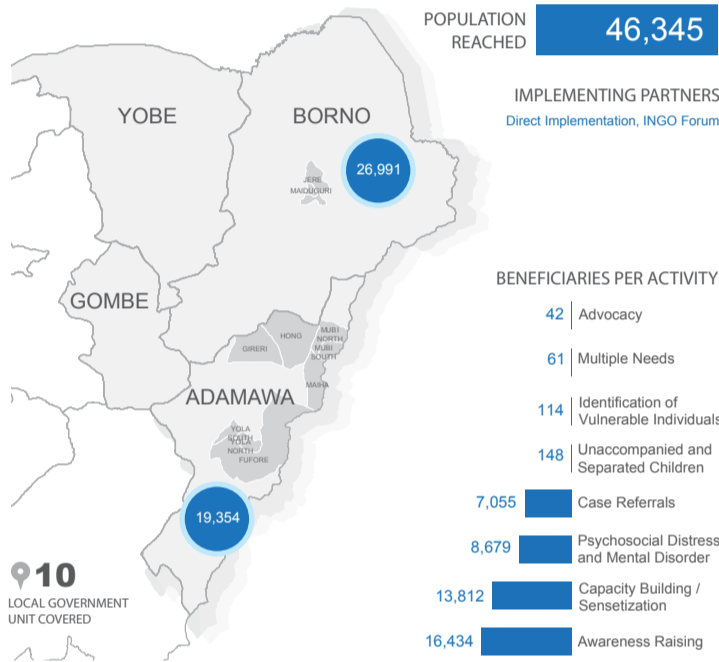 POPULATION
REACHED
46,345
IMPLEMENTING PARTNERS
Direct Implementation, INGO Forum
YOBE
BORNO
26,991
JERE
MAIDUGURI
GOMBE
HONG
GIRERI
MUBI
NORTH
MUBI
SOUTH
MAIHA
ADAMAWA
YOLA
SOUTH
YOLA
NORTH
FUFORE
19,354
10
LOCAL GOVERNMENT
UNIT COVERED
BENEFICIARIES PER ACTIVITY
42 Advocacy
61 Multiple Needs
114 Identification of
Vulnerable Individuals
148 Unaccompanied and
Separated Children
7,055 Case Referrals
8,679 Psychosocial Distress
and Mental Disorder
13,812 Capacity Building /
Sensetization
16,434 Awareness Raising